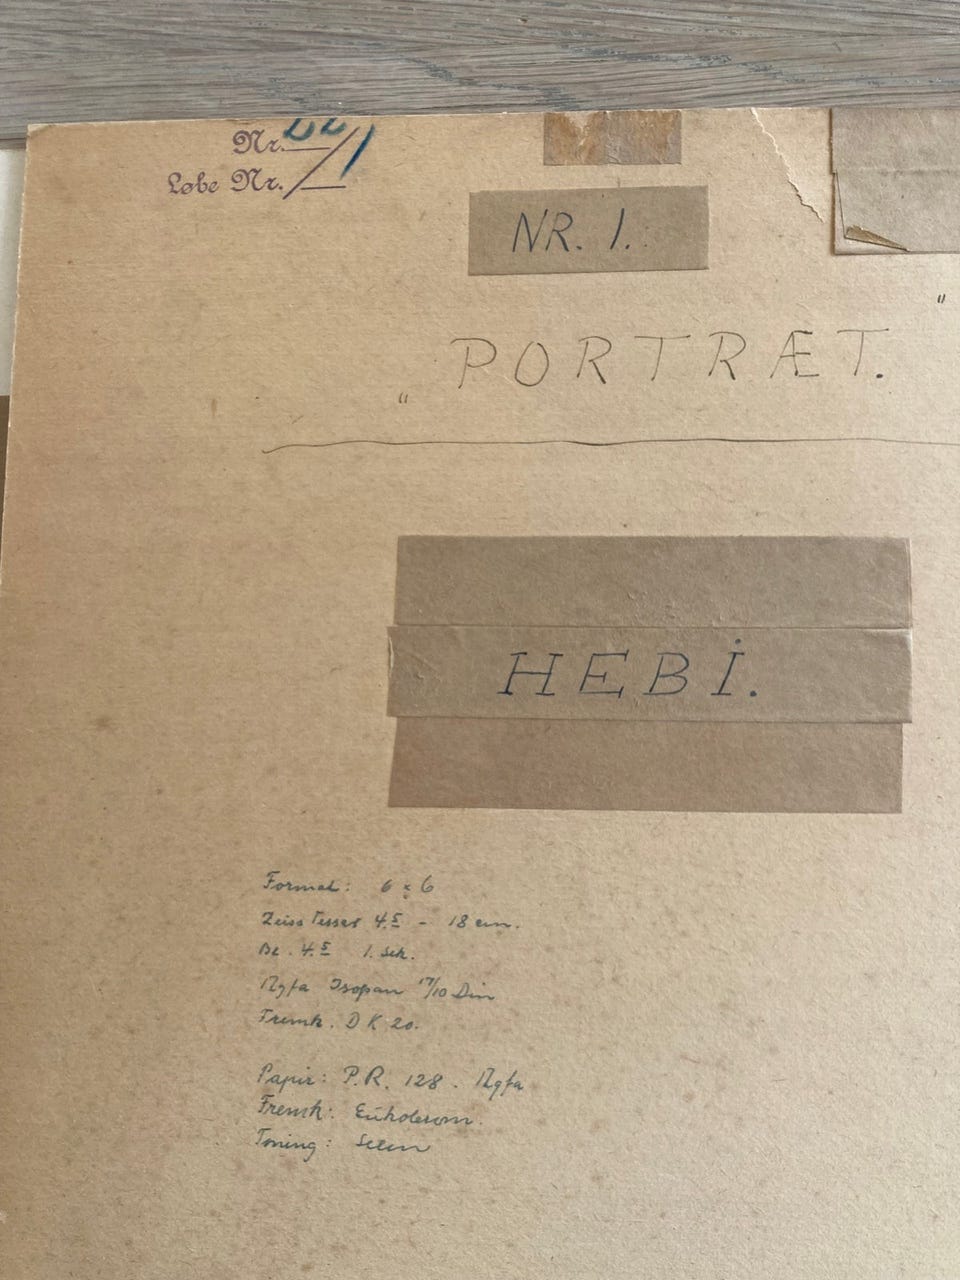 Nr.
Løbe Nr.
NR. 1.
„PORTRÆT."
HEBI.
Format: 6 x 6
Zeiss Tessar 4.5 - 18 cm.
Bl. 4.5 1. Sek.
Agfa Isopan 17/10 Din
Fremk. DK 20.
Papir: P.R. 128. Agfa
Fremk:
Toning: Selen